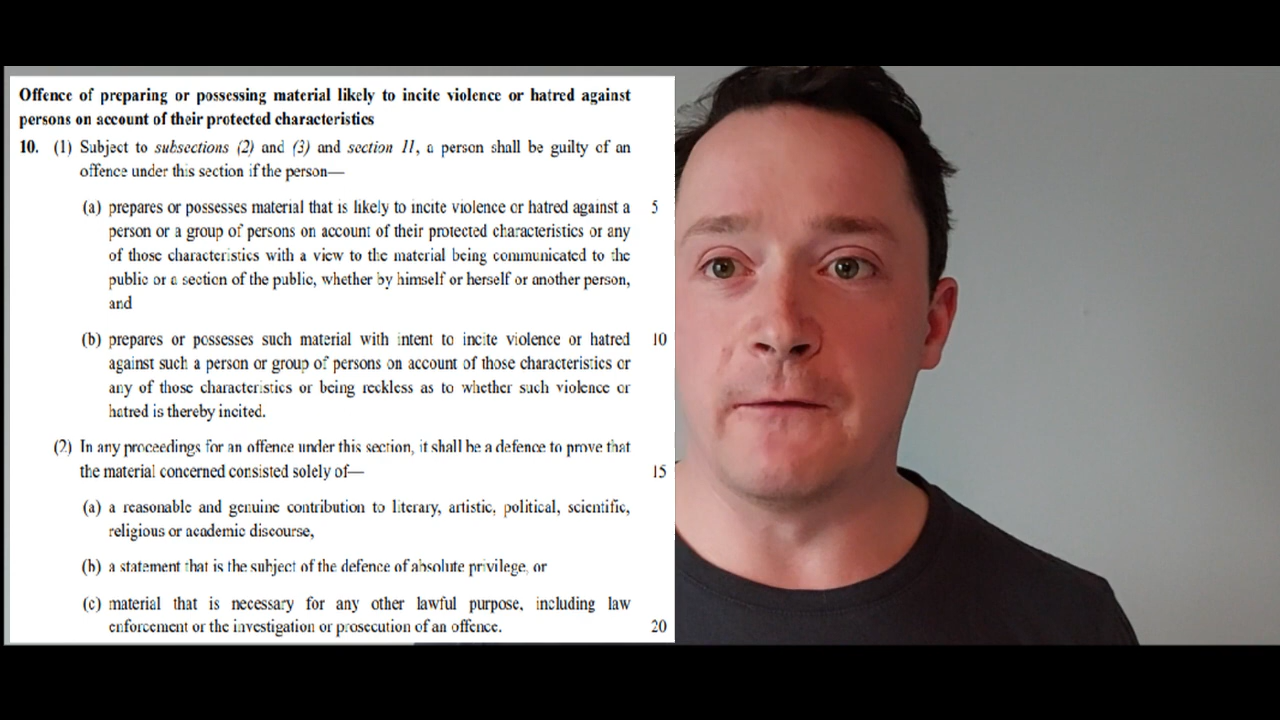 Offence of preparing or possessing material likely to incite violence or hatred against
persons on account of their protected characteristics
10. (1) Subject to subsections (2) and (3) and section 11, a person shall be guilty of an
offence under this section if the person—
(a) prepares or possesses material that is likely to incite violence or hatred against a 5
person or a group of persons on account of their protected characteristics or any
of those characteristics with a view to the material being communicated to the
public or a section of the public, whether by himself or herself or another person,
and
(b) prepares or possesses such material with intent to incite violence or hatred 10
against such a person or group of persons on account of those characteristics or
any of those characteristics or being reckless as to whether such violence or
hatred is thereby incited.
(2) In any proceedings for an offence under this section, it shall be a defence to prove that
the material concerned consisted solely of— 15
(a) a reasonable and genuine contribution to literary, artistic, political, scientific,
religious or academic discourse,
(b) a statement that is the subject of the defence of absolute privilege, or
(c) material that is necessary for any other lawful purpose, including law
enforcement or the investigation or prosecution of an offence. 20